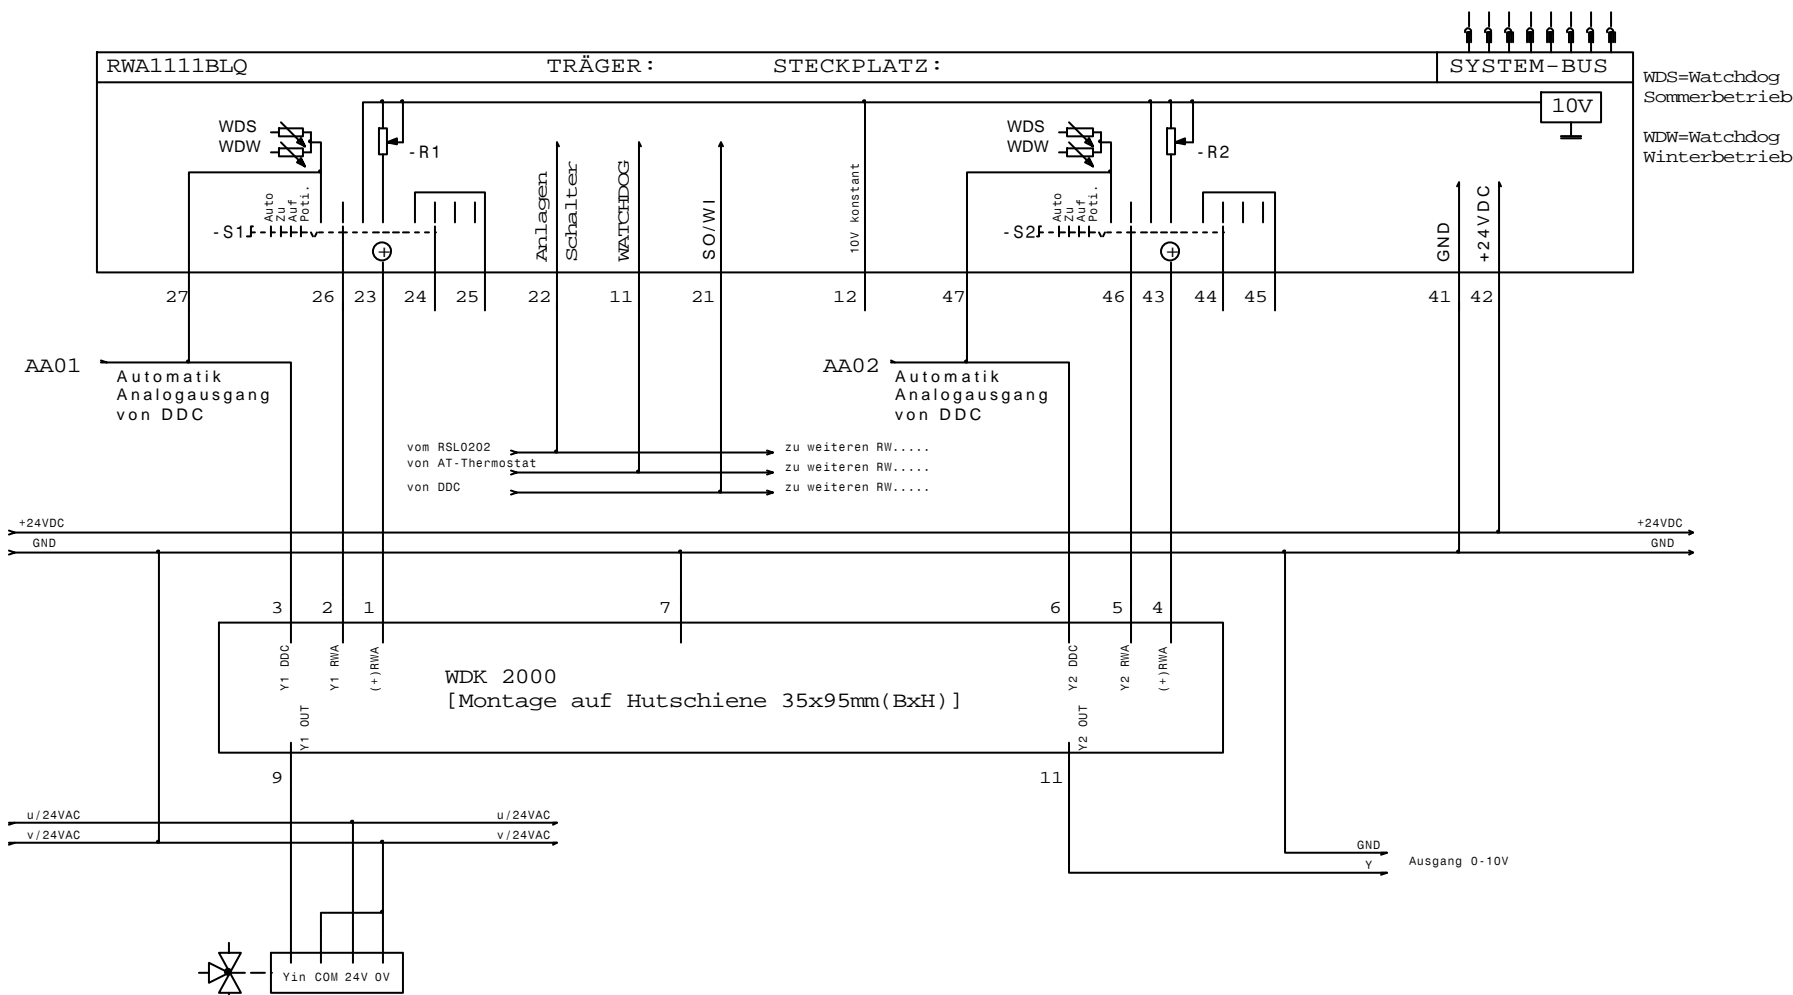 RWA1111BLQ TRÄGER: STECKPLATZ: SYSTEM-BUS
WDS=Watchdog
Sommerbetrieb
WDW=Watchdog
Winterbetrieb
10V
WDS
WDW
-R1
Auto
Zu
Auf
Poti.
-S1
Anlagen
Schalter
WATCHDOG
SO/WI
10V konstant
WDS
WDW
-R2
Auto
Zu
Auf
Poti.
-S2
GND
+24VDC
27 26 23 24 25 22 11 21 12 47 46 43 44 45 41 42
AA01
Automatik
Analogausgang
von DDC
AA02
Automatik
Analogausgang
von DDC
vom RSL0202 zu weiteren RW.....
von AT-Thermostat zu weiteren RW.....
von DDC zu weiteren RW.....
+24VDC +24VDC
GND GND
3 2 1 7 6 5 4
Y1 DDC
Y1 RWA
(+)RWA
Y2 DDC
Y2 RWA
(+)RWA
WDK 2000
[Montage auf Hutschiene 35x95mm(BxH)]
Y1 OUT
Y2 OUT
9 11
u/24VAC u/24VAC
v/24VAC v/24VAC
GND
Y
Ausgang 0-10V
Yin COM 24V 0V